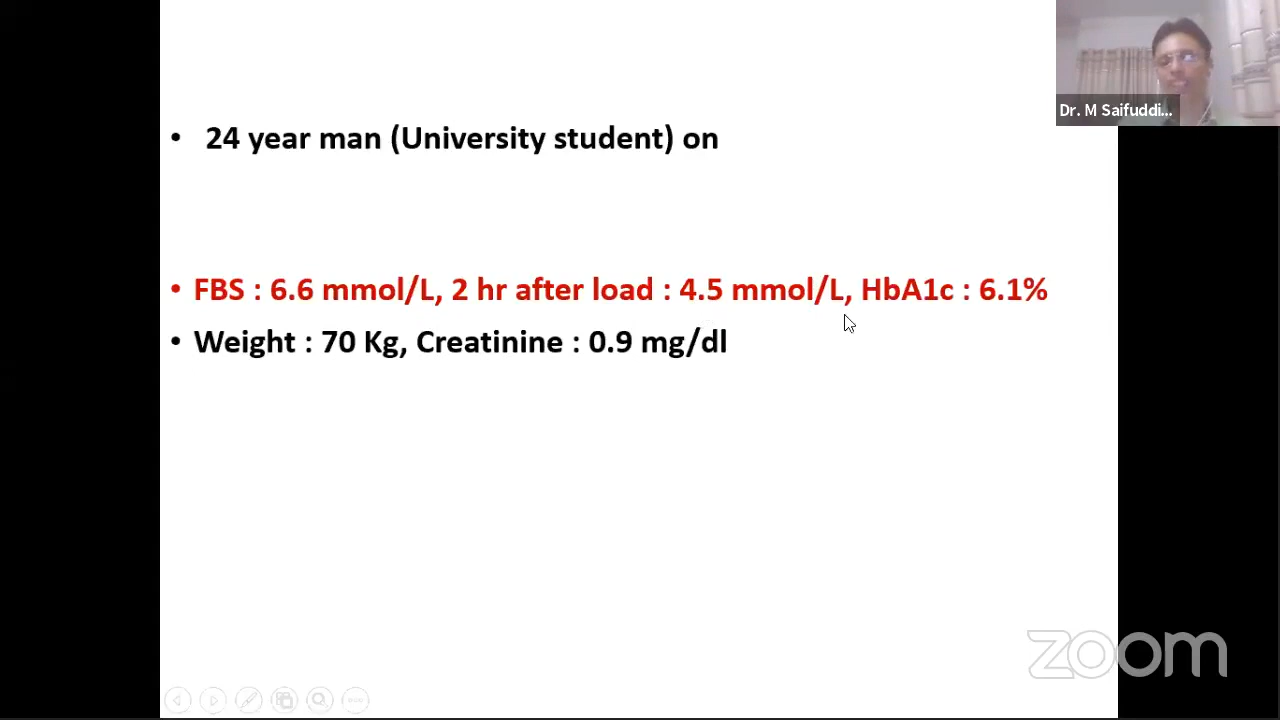 Dr. M Saifuddi...
• 24 year man (University student) on
• FBS : 6.6 mmol/L, 2 hr after load : 4.5 mmol/L, HbA1c : 6.1%
• Weight : 70 Kg, Creatinine : 0.9 mg/dl
zoom